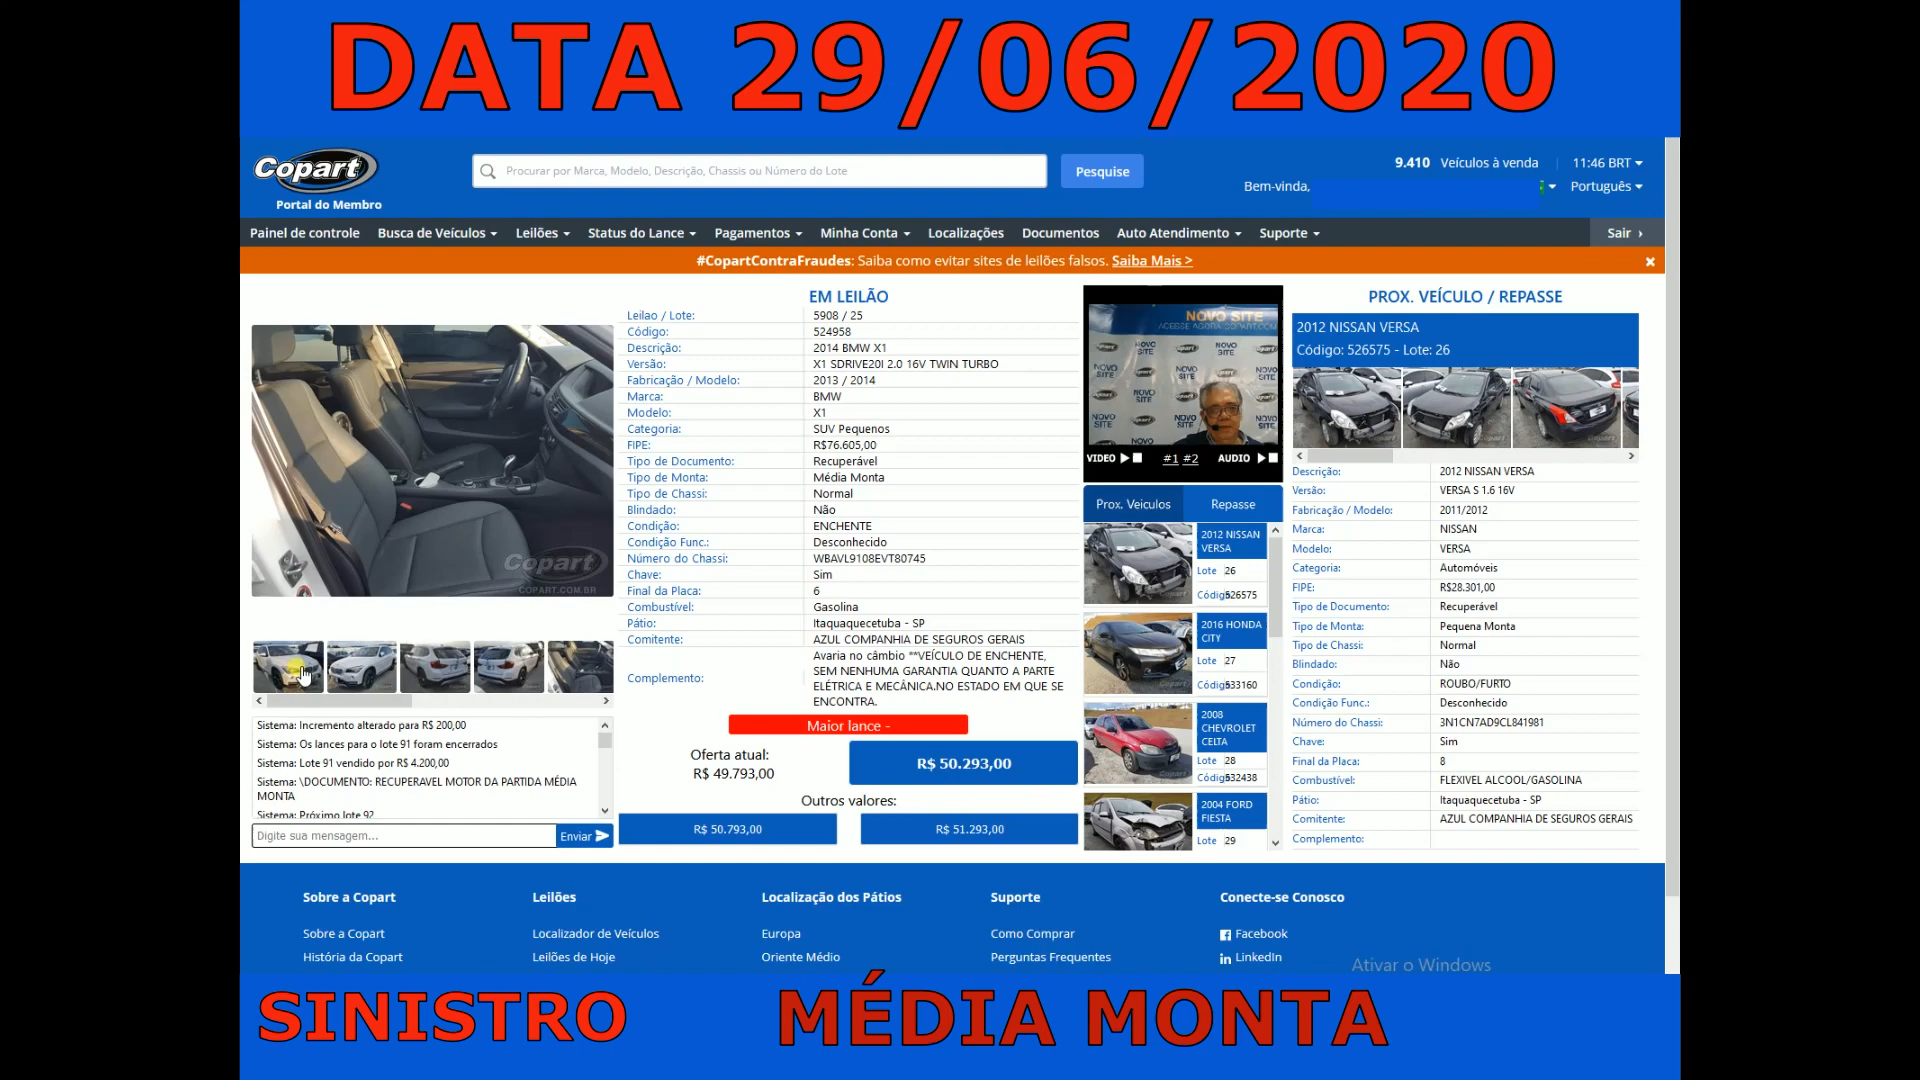 DATA 29/06/2020
Copart
Portal do Membro
Procurar por Marca, Modelo, Descrição, Chassis ou Número do Lote
Pesquise
9.410 Veículos à venda
11:46 BRT
Bem-vinda,
Português
Painel de controle
Busca de Veículos
Leilões
Status do Lance
Pagamentos
Minha Conta
Localizações
Documentos
Auto Atendimento
Suporte
Sair
#CopartContraFraudes: Saiba como evitar sites de leilões falsos. Saiba Mais >
Copart
COPART.COM.BR
Sistema: Incremento alterado para R$ 200,00
Sistema: Os lances para o lote 91 foram encerrados
Sistema: Lote 91 vendido por R$ 4.200,00
Sistema: \DOCUMENTO: RECUPERAVEL MOTOR DA PARTIDA MÉDIA
MONTA
Sistema: Próximo lote 92
Digite sua mensagem...
Enviar
EM LEILÃO
Leilao / Lote: 5908 / 25
Código: 524958
Descrição: 2014 BMW X1
Versão: X1 SDRIVE20I 2.0 16V TWIN TURBO
Fabricação / Modelo: 2013 / 2014
Marca: BMW
Modelo: X1
Categoria: SUV Pequenos
FIPE: R$76.605,00
Tipo de Documento: Recuperável
Tipo de Monta: Média Monta
Tipo de Chassi: Normal
Blindado: Não
Condição: ENCHENTE
Condição Func.: Desconhecido
Número do Chassi: WBAVL9108EVT80745
Chave: Sim
Final da Placa: 6
Combustível: Gasolina
Pátio: Itaquaquecetuba - SP
Comitente: AZUL COMPANHIA DE SEGUROS GERAIS
Complemento: Avaria no câmbio **VEÍCULO DE ENCHENTE,
SEM NENHUMA GARANTIA QUANTO A PARTE
ELÉTRICA E MECÂNICA.NO ESTADO EM QUE SE
ENCONTRA.
Maior lance -
Oferta atual:
R$ 49.793,00
R$ 50.293,00
Outros valores:
R$ 50.793,00
R$ 51.293,00
NOVO SITE
ACESSE AGORA COPART.COM
VIDEO #1 #2 AUDIO
Prox. Veiculos
Repasse
2012 NISSAN
VERSA
Lote 26
Código 526575
2016 HONDA
CITY
Lote 27
Código 533160
2008
CHEVROLET
CELTA
Lote 28
Código 532438
2004 FORD
FIESTA
Lote 29
PROX. VEÍCULO / REPASSE
2012 NISSAN VERSA
Código: 526575 - Lote: 26
Descrição: 2012 NISSAN VERSA
Versão: VERSA S 1.6 16V
Fabricação / Modelo: 2011/2012
Marca: NISSAN
Modelo: VERSA
Categoria: Automóveis
FIPE: R$28.301,00
Tipo de Documento: Recuperável
Tipo de Monta: Pequena Monta
Tipo de Chassi: Normal
Blindado: Não
Condição: ROUBO/FURTO
Condição Func.: Desconhecido
Número do Chassi: 3N1CN7AD9CL841981
Chave: Sim
Final da Placa: 8
Combustível: FLEXIVEL ALCOOL/GASOLINA
Pátio: Itaquaquecetuba - SP
Comitente: AZUL COMPANHIA DE SEGUROS GERAIS
Complemento:
Sobre a Copart
Sobre a Copart
História da Copart
Leilões
Localizador de Veículos
Leilões de Hoje
Localização dos Pátios
Europa
Oriente Médio
Suporte
Como Comprar
Perguntas Frequentes
Conecte-se Conosco
Facebook
LinkedIn
Ativar o Windows
SINISTRO MÉDIA MONTA